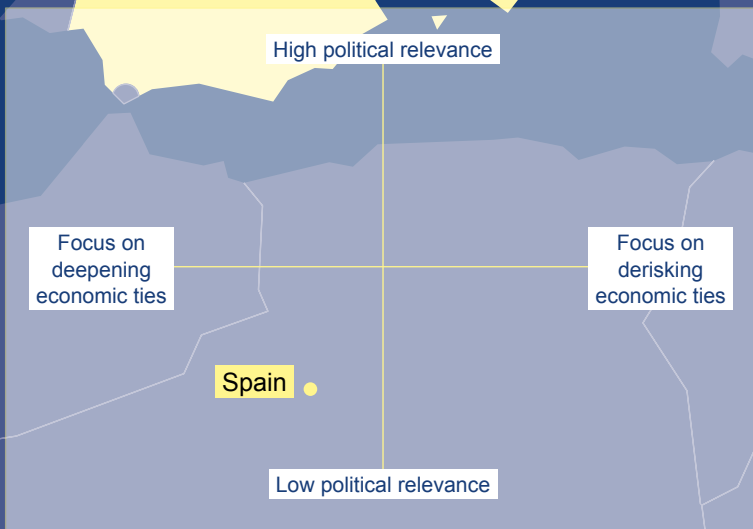 High political relevance
Focus on
deepening
economic ties
Focus on
derisking
economic ties
Spain
Low political relevance